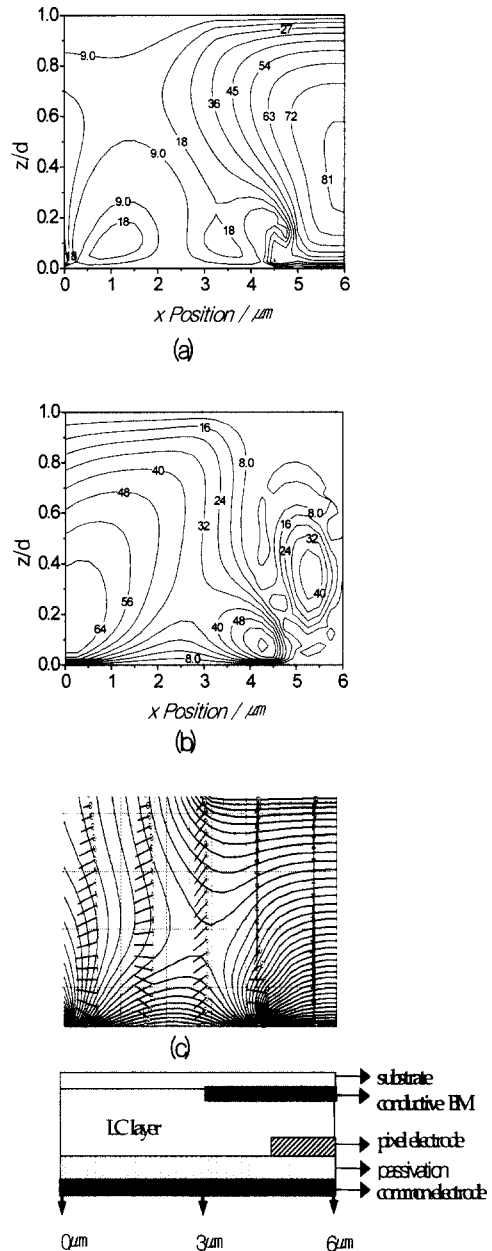 1.0
9.0
27
0.8
54
45
36
63
72
z/d
0.6
18
9.0
0.4
81
9.0
0.2
18
18
18
0.0
0 1 2 3 4 5 6
x Position / μm
(a)
1.0
16
8.0
0.8
40
48
24
z/d
0.6
32
8.0
16
24
32
0.4
56
40
0.2
64
40
48
8.0
0.0
0 1 2 3 4 5 6
x Position / μm
(b)
(c)
substrate
conductive BM
LC layer
pixel electrode
passivation
common electrode
0μm 3μm 6μm